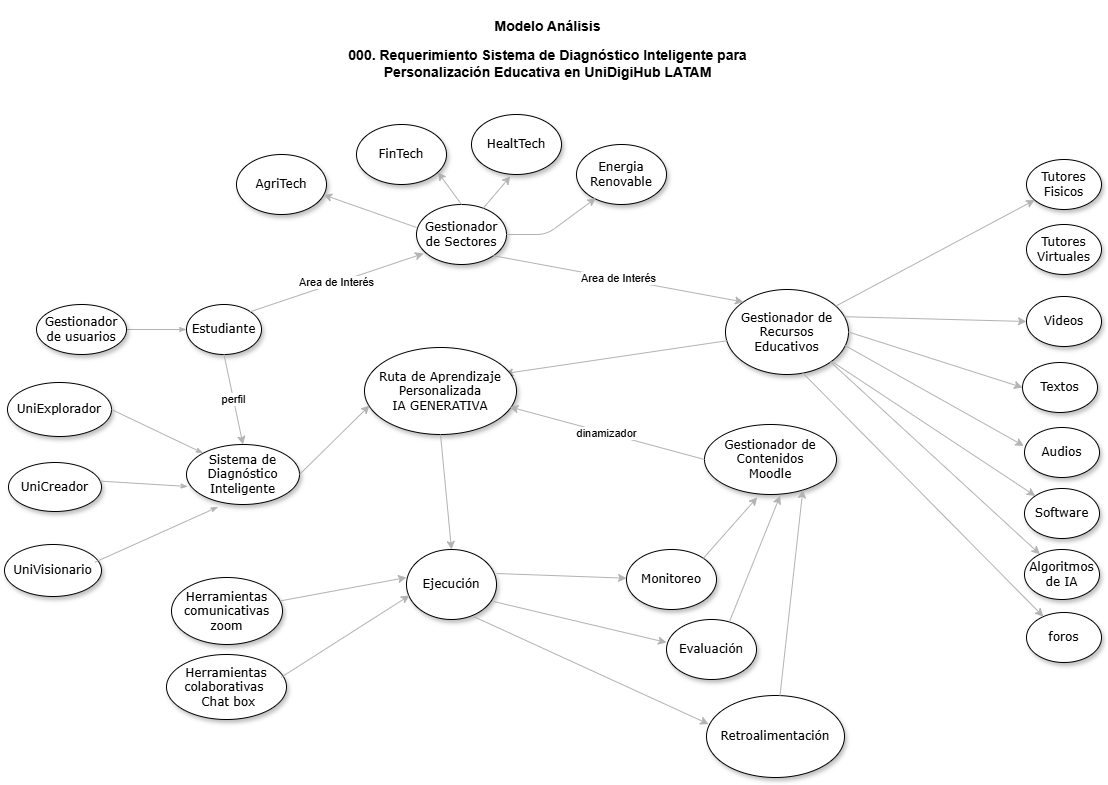 Modelo Análisis
000. Requerimiento Sistema de Diagnóstico Inteligente para
Personalización Educativa en UniDigiHub LATAM
AgriTech
FinTech
HealtTech
Energia
Renovable
Gestionador
de Sectores
Area de Interés
Area de Interés
Gestionador
de usuarios
Estudiante
perfil
UniExplorador
UniCreador
UniVisionario
Sistema de
Diagnóstico
Inteligente
Ruta de Aprendizaje
Personalizada
IA GENERATIVA
Gestionador de
Recursos
Educativos
dinamizador
Gestionador de
Contenidos
Moodle
Ejecución
Herramientas
comunicativas
zoom
Herramientas
colaborativas
Chat box
Monitoreo
Evaluación
Retroalimentación
Tutores
Fisicos
Tutores
Virtuales
Videos
Textos
Audios
Software
Algoritmos
de IA
foros